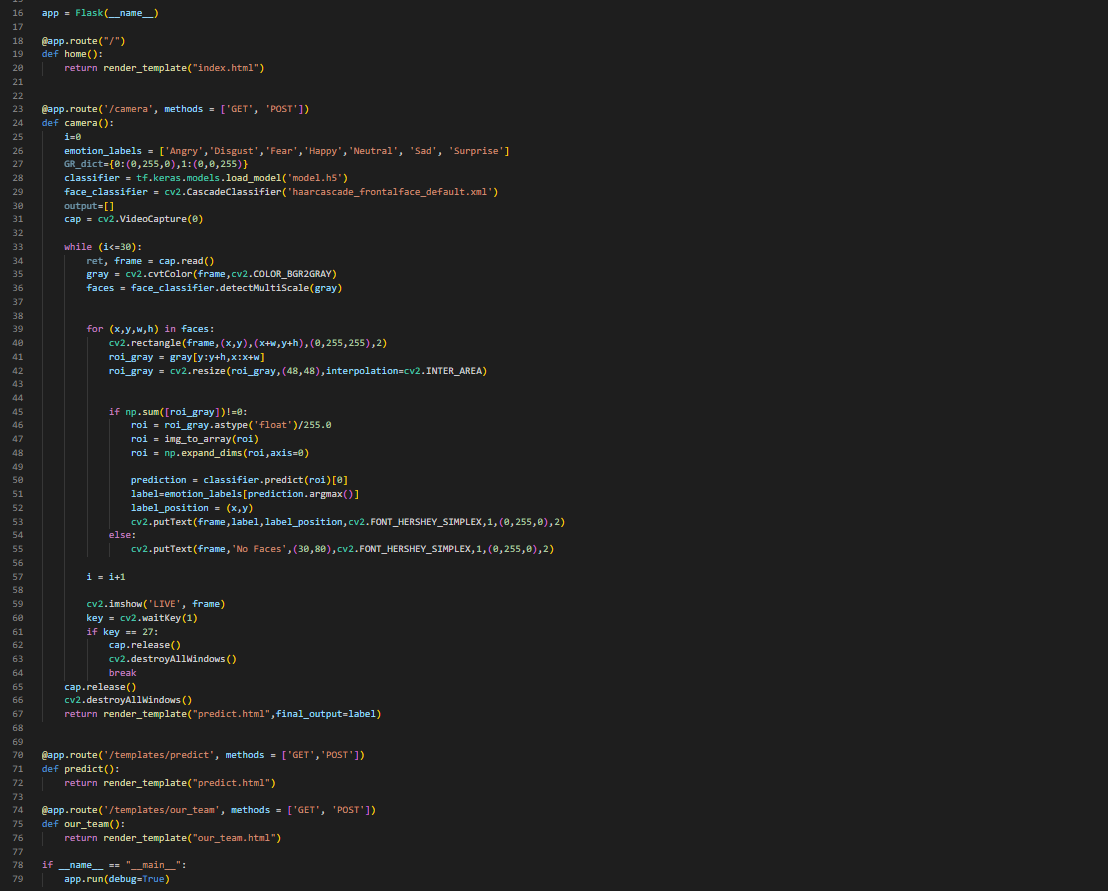 16 app = Flask(__name__)
17
18 @app.route("/")
19 def home():
20     return render_template("index.html")
21
22
23 @app.route('/camera', methods = ['GET', 'POST'])
24 def camera():
25     i=0
26     emotion_labels = ['Angry','Disgust','Fear','Happy','Neutral', 'Sad', 'Surprise']
27     GR_dict={0:(0,255,0),1:(0,0,255)}
28     classifier = tf.keras.models.load_model('model.h5')
29     face_classifier = cv2.CascadeClassifier('haarcascade_frontalface_default.xml')
30     output=[]
31     cap = cv2.VideoCapture(0)
32
33     while (i<=30):
34         ret, frame = cap.read()
35         gray = cv2.cvtColor(frame,cv2.COLOR_BGR2GRAY)
36         faces = face_classifier.detectMultiScale(gray)
37
38
39         for (x,y,w,h) in faces:
40             cv2.rectangle(frame,(x,y),(x+w,y+h),(0,255,255),2)
41             roi_gray = gray[y:y+h,x:x+w]
42             roi_gray = cv2.resize(roi_gray,(48,48),interpolation=cv2.INTER_AREA)
43
44
45             if np.sum([roi_gray])!=0:
46                 roi = roi_gray.astype('float')/255.0
47                 roi = img_to_array(roi)
48                 roi = np.expand_dims(roi,axis=0)
49
50                 prediction = classifier.predict(roi)[0]
51                 label=emotion_labels[prediction.argmax()]
52                 label_position = (x,y)
53                 cv2.putText(frame,label,label_position,cv2.FONT_HERSHEY_SIMPLEX,1,(0,255,0),2)
54             else:
55                 cv2.putText(frame,'No Faces',(30,80),cv2.FONT_HERSHEY_SIMPLEX,1,(0,255,0),2)
56
57         i = i+1
58
59         cv2.imshow('LIVE', frame)
60         key = cv2.waitKey(1)
61         if key == 27:
62             cap.release()
63             cv2.destroyAllWindows()
64             break
65     cap.release()
66     cv2.destroyAllWindows()
67     return render_template("predict.html",final_output=label)
68
69
70 @app.route('/templates/predict', methods = ['GET','POST'])
71 def predict():
72     return render_template("predict.html")
73
74 @app.route('/templates/our_team', methods = ['GET', 'POST'])
75 def our_team():
76     return render_template("our_team.html")
77
78 if __name__ == "__main__":
79     app.run(debug=True)